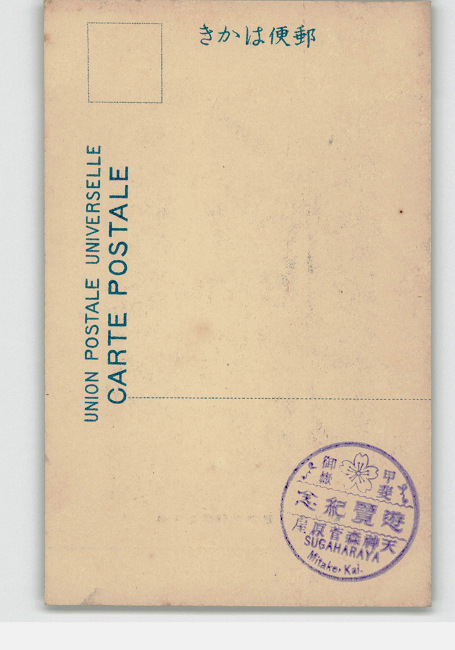 きかは便郵
UNION POSTALE UNIVERSELLE
CARTE POSTALE
甲斐
御嶽
念紀覽遊
天神森菅原屋
SUGAHARAYA
Mitake, Kai.